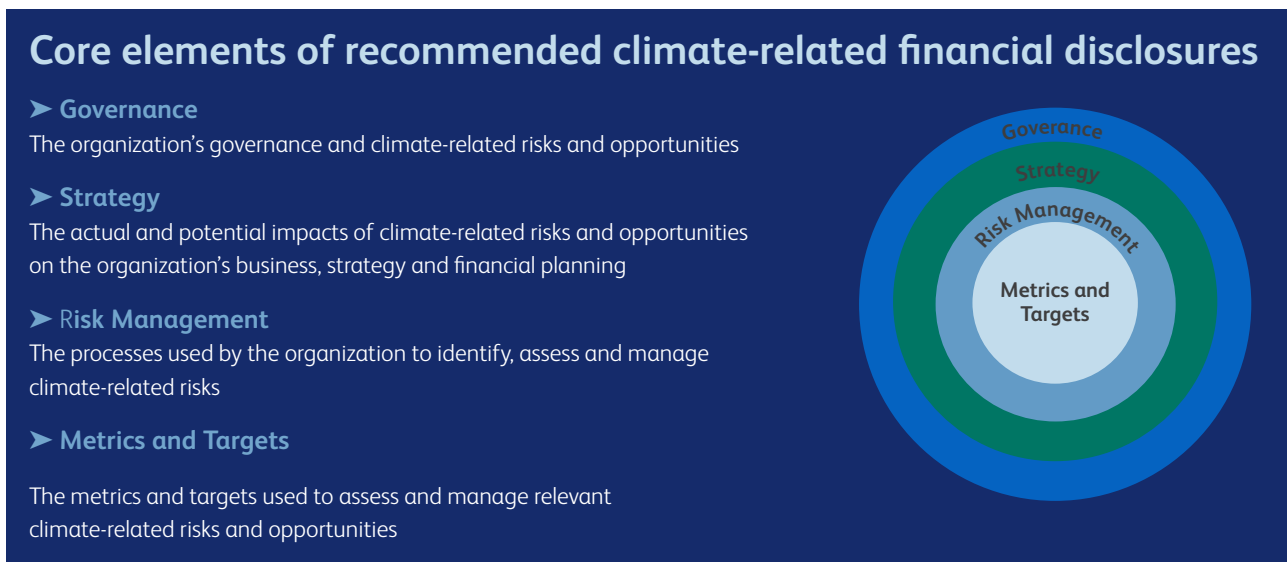 Core elements of recommended climate-related financial disclosures
➤ Governance
The organization’s governance and climate-related risks and opportunities
➤ Strategy
The actual and potential impacts of climate-related risks and opportunities
on the organization’s business, strategy and financial planning
➤ Risk Management
The processes used by the organization to identify, assess and manage
climate-related risks
➤ Metrics and Targets
The metrics and targets used to assess and manage relevant
climate-related risks and opportunities
Goverance
Strategy
Risk Management
Metrics and
Targets